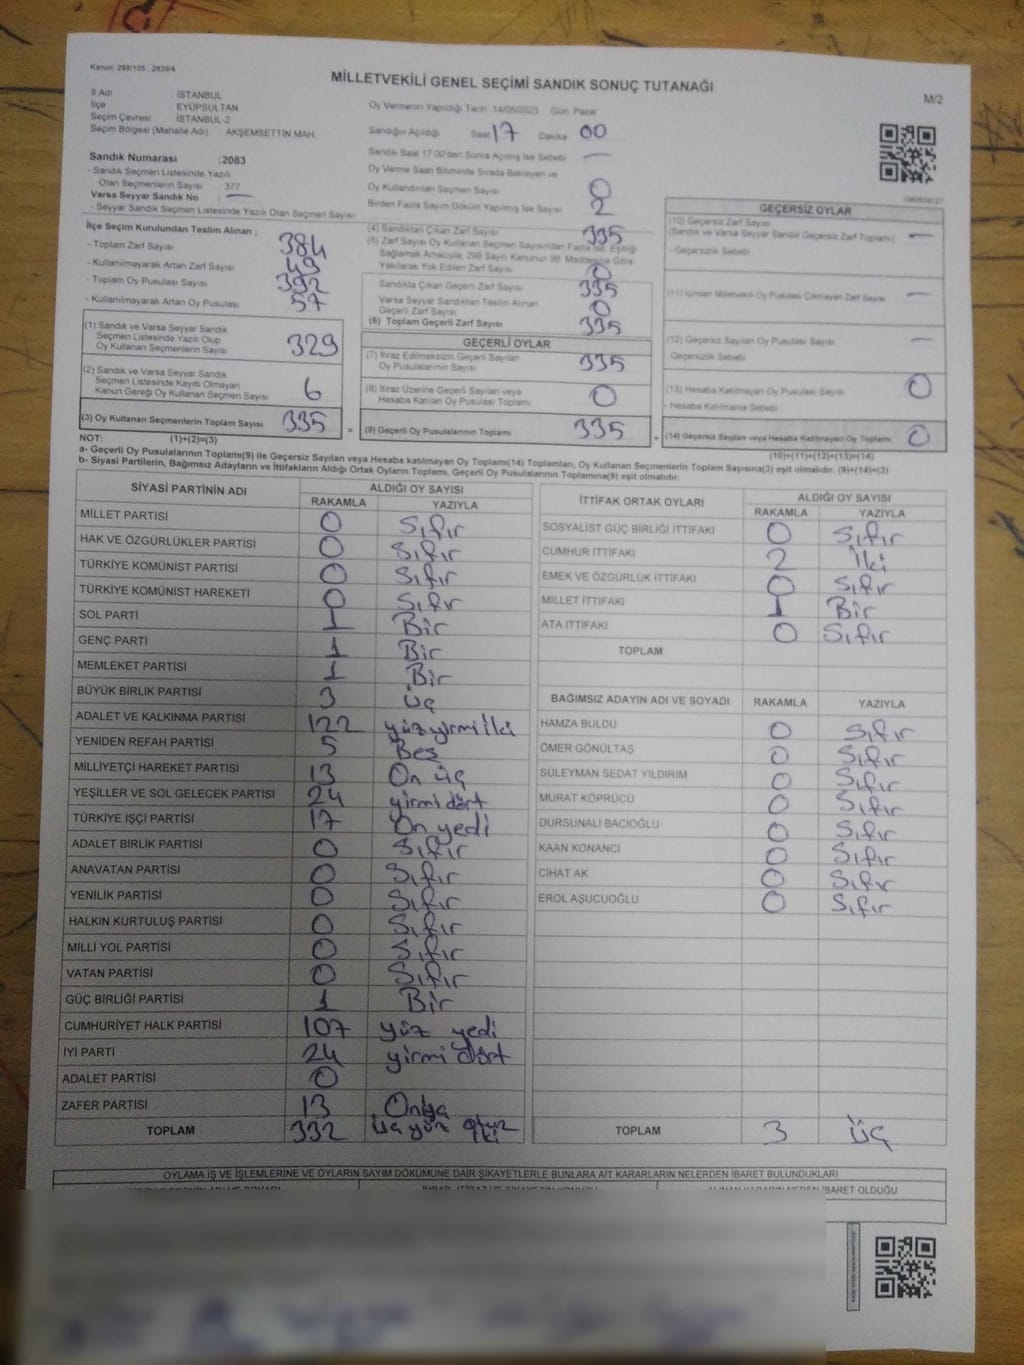 Kanun: 298/105 , 2839/4
MİLLETVEKİLİ GENEL SEÇİMİ SANDIK SONUÇ TUTANAĞI
M/2
İl Adı : İSTANBUL
İlçe : EYÜPSULTAN
Seçim Çevresi : İSTANBUL-2
Seçim Bölgesi (Mahalle Adı) : AKŞEMSETTİN MAH.
Sandık Numarası : 2083
- Sandık Seçmen Listesinde Yazılı
Olan Seçmenlerin Sayısı : 377
Varsa Seyyar Sandık No : —
- Seyyar Sandık Seçmen Listesinde Yazılı Olan Seçmen Sayısı
Oy Vermenin Yapıldığı Tarih: 14/05/2023 Gün: Pazar
Sandığın Açıldığı Saat 17 Dakika 00
Sandık Saat 17.00'den Sonra Açılmış İse Sebebi —
Oy Verme Saati Bitiminde Sırada Bekleyen ve
Oy Kullandırılan Seçmen Sayısı 0
Birden Fazla Sayım Döküm Yapılmış İse Sayısı 2
İlçe Seçim Kurulundan Teslim Alınan :
- Toplam Zarf Sayısı 384
- Kullanılmayarak Artan Zarf Sayısı 49
- Toplam Oy Pusulası Sayısı 392
- Kullanılmayarak Artan Oy Pusulası 57
(1) Sandık ve Varsa Seyyar Sandık
Seçmen Listesinde Yazılı Olup
Oy Kullanan Seçmenlerin Sayısı 329
(2) Sandık ve Varsa Seyyar Sandık
Seçmen Listesinde Kayıtlı Olmayan
Kanun Gereği Oy Kullanan Seçmen Sayısı 6
(3) Oy Kullanan Seçmenlerin Toplam Sayısı 335
(4) Sandıktan Çıkan Zarf Sayısı 335
(5) Zarf Sayısı Oy Kullanan Seçmen Sayısından Fazla İse, Eşitliği
Sağlamak Amacıyla, 298 Sayılı Kanunun 98. Maddesine Göre
Yakılarak Yok Edilen Zarf Sayısı 0
Sandıkta Çıkan Geçerli Zarf Sayısı 335
Varsa Seyyar Sandıktan Teslim Alınan
Geçerli Zarf Sayısı 0
(6) Toplam Geçerli Zarf Sayısı 335
GEÇERLİ OYLAR
(7) İtiraz Edilmeksizin Geçerli Sayılan
Oy Pusulalarının Sayısı 335
(8) İtiraz Üzerine Geçerli Sayılan veya
Hesaba Katılan Oy Pusulası Toplamı 0
= (9) Geçerli Oy Pusulalarının Toplamı 335
GEÇERSİZ OYLAR
(10) Geçersiz Zarf Sayısı
(Sandık ve Varsa Seyyar Sandık Geçersiz Zarf Toplamı) —
- Geçersizlik Sebebi
(11) İçinden Milletvekili Oy Pusulası Çıkmayan Zarf Sayısı —
(12) Geçersiz Sayılan Oy Pusulası Sayısı —
- Geçersizlik Sebebi
(13) Hesaba Katılmayan Oy Pusulası Sayısı 0
- Hesaba Katılmama Sebebi
+ (14) Geçersiz Sayılan veya Hesaba Katılmayan Oy Toplamı 0
NOT: (1)+(2)=(3) (10)+(11)+(12)+(13)=(14)
a- Geçerli Oy Pusulalarının Toplamı(9) ile Geçersiz Sayılan veya Hesaba katılmayan Oy Toplamı(14) Toplamları, Oy Kullanan Seçmenlerin Toplam Sayısına(3) eşit olmalıdır. (9)+(14)=(3)
b- Siyasi Partilerin, Bağımsız Adayların ve İttifakların Aldığı Ortak Oyların Toplamı, Geçerli Oy Pusulalarının Toplamına(9) eşit olmalıdır.
SİYASİ PARTİNİN ADI ALDIĞI OY SAYISI
RAKAMLA YAZIYLA
MİLLET PARTİSİ 0 Sıfır
HAK VE ÖZGÜRLÜKLER PARTİSİ 0 Sıfır
TÜRKİYE KOMÜNİST PARTİSİ 0 Sıfır
TÜRKİYE KOMÜNİST HAREKETİ 0 Sıfır
SOL PARTİ 1 Bir
GENÇ PARTİ 1 Bir
MEMLEKET PARTİSİ 1 Bir
BÜYÜK BİRLİK PARTİSİ 3 Üç
ADALET VE KALKINMA PARTİSİ 122 yüzyirmiİki
YENİDEN REFAH PARTİSİ 5 Beş
MİLLİYETÇİ HAREKET PARTİSİ 13 On üç
YEŞİLLER VE SOL GELECEK PARTİSİ 24 yirmi dört
TÜRKİYE İŞÇİ PARTİSİ 17 On yedi
ADALET BİRLİK PARTİSİ 0 Sıfır
ANAVATAN PARTİSİ 0 Sıfır
YENİLİK PARTİSİ 0 Sıfır
HALKIN KURTULUŞ PARTİSİ 0 Sıfır
MİLLİ YOL PARTİSİ 0 Sıfır
VATAN PARTİSİ 0 Sıfır
GÜÇ BİRLİĞİ PARTİSİ 1 Bir
CUMHURİYET HALK PARTİSİ 107 yüz yedi
İYİ PARTİ 24 yirmi dört
ADALET PARTİSİ 0
ZAFER PARTİSİ 13
TOPLAM 332 üç yüz otuz iki
İTTİFAK ORTAK OYLARI ALDIĞI OY SAYISI
RAKAMLA YAZIYLA
SOSYALİST GÜÇ BİRLİĞİ İTTİFAKI 0 Sıfır
CUMHUR İTTİFAKI 2 İki
EMEK VE ÖZGÜRLÜK İTTİFAKI 0 Sıfır
MİLLET İTTİFAKI 1 Bir
ATA İTTİFAKI 0 Sıfır
TOPLAM
BAĞIMSIZ ADAYIN ADI VE SOYADI RAKAMLA YAZIYLA
HAMZA BULDU 0 Sıfır
ÖMER GÖNÜLTAŞ 0 Sıfır
SÜLEYMAN SEDAT YILDIRIM 0 Sıfır
MURAT KÖPRÜCÜ 0 Sıfır
DURSUNALİ BACIOĞLU 0 Sıfır
KAAN KONANCI 0 Sıfır
CİHAT AK 0 Sıfır
EROL AŞUCUOĞLU 0 Sıfır
TOPLAM 3 üç
OYLAMA İŞ VE İŞLEMLERİNE VE OYLARIN SAYIM DÖKÜMÜNE DAİR ŞİKAYETLERLE BUNLARA AİT KARARLARIN NELERDEN İBARET BULUNDUKLARI
İBARET OLDUĞU